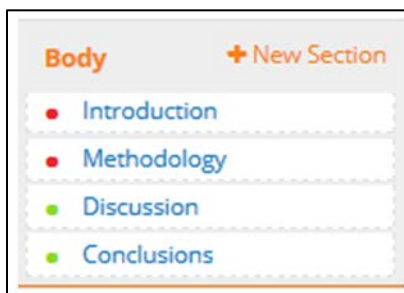 Body + New Section
Introduction
Methodology
Discussion
Conclusions